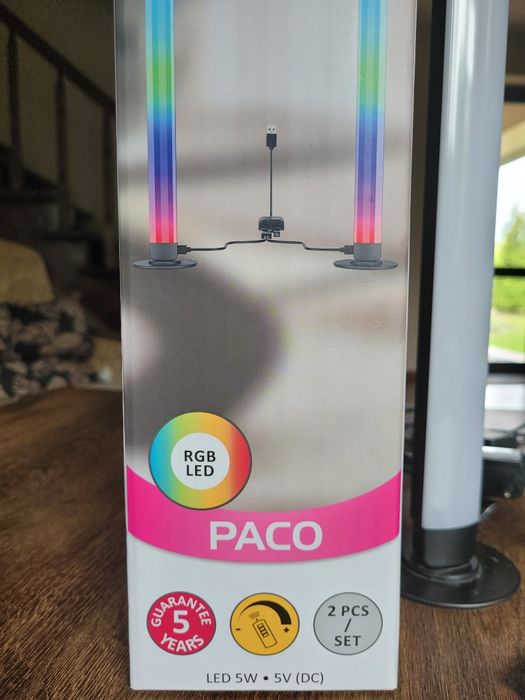 RGB
LED
PACO
GUARANTEE
5
YEARS
- +
2 PCS
/
SET
LED 5W • 5V (DC)